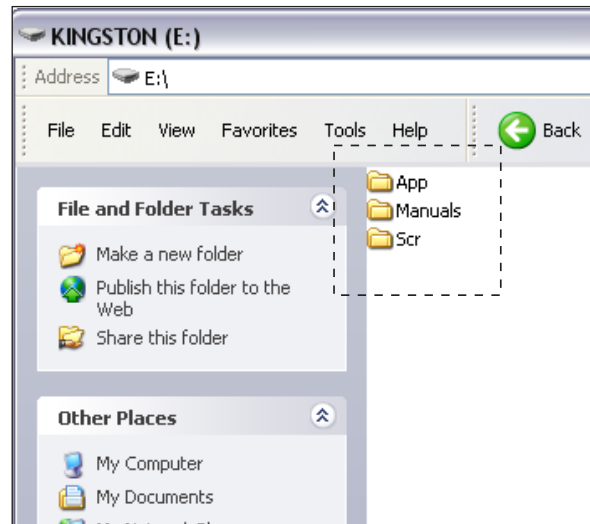 KINGSTON (E:)
Address E:\
File Edit View Favorites Tools Help Back
App
Manuals
Scr
File and Folder Tasks
Make a new folder
Publish this folder to the
Web
Share this folder
Other Places
My Computer
My Documents